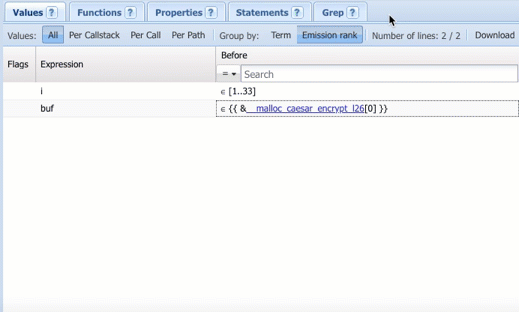 Values ? Functions ? Properties ? Statements ? Grep ?
Values: All Per Callstack Per Call Per Path Group by: Term Emission rank Number of lines: 2 / 2 Download
Flags Expression Before
= Search
i ∈ [1..33]
buf ∈ {{ &__malloc_caesar_encrypt_l26[0] }}